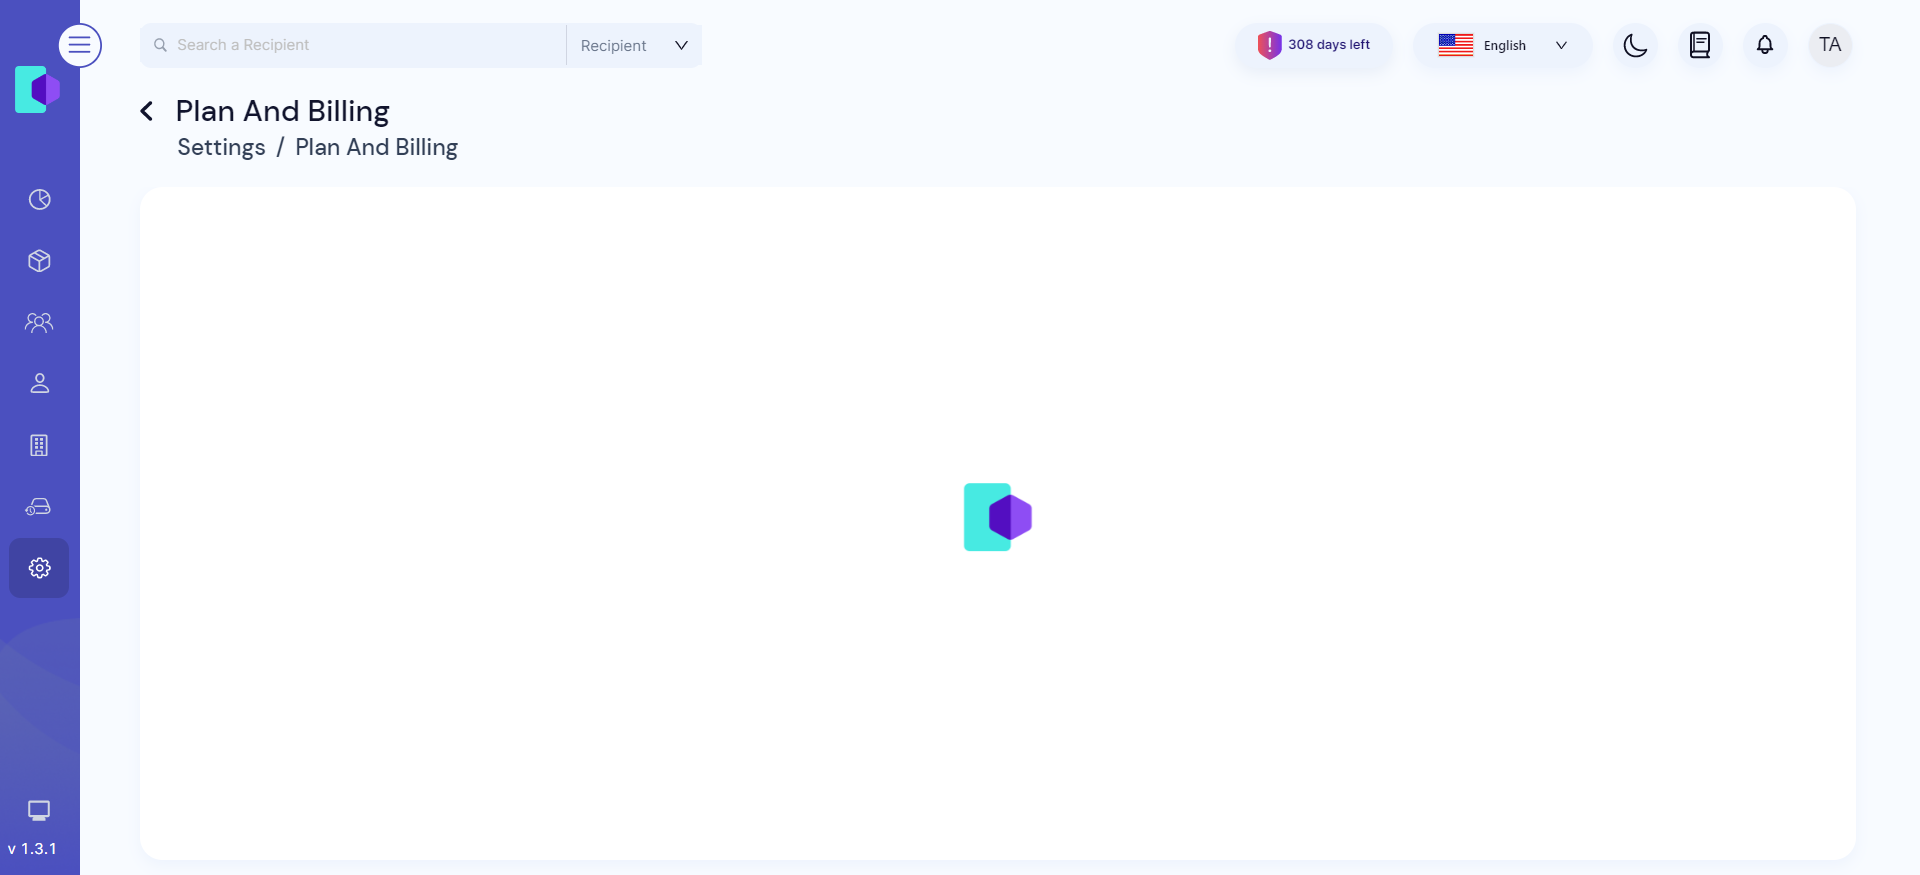 Search a Recipient
Recipient
308 days left
English
TA
Plan And Billing
Settings / Plan And Billing
v 1.3.1